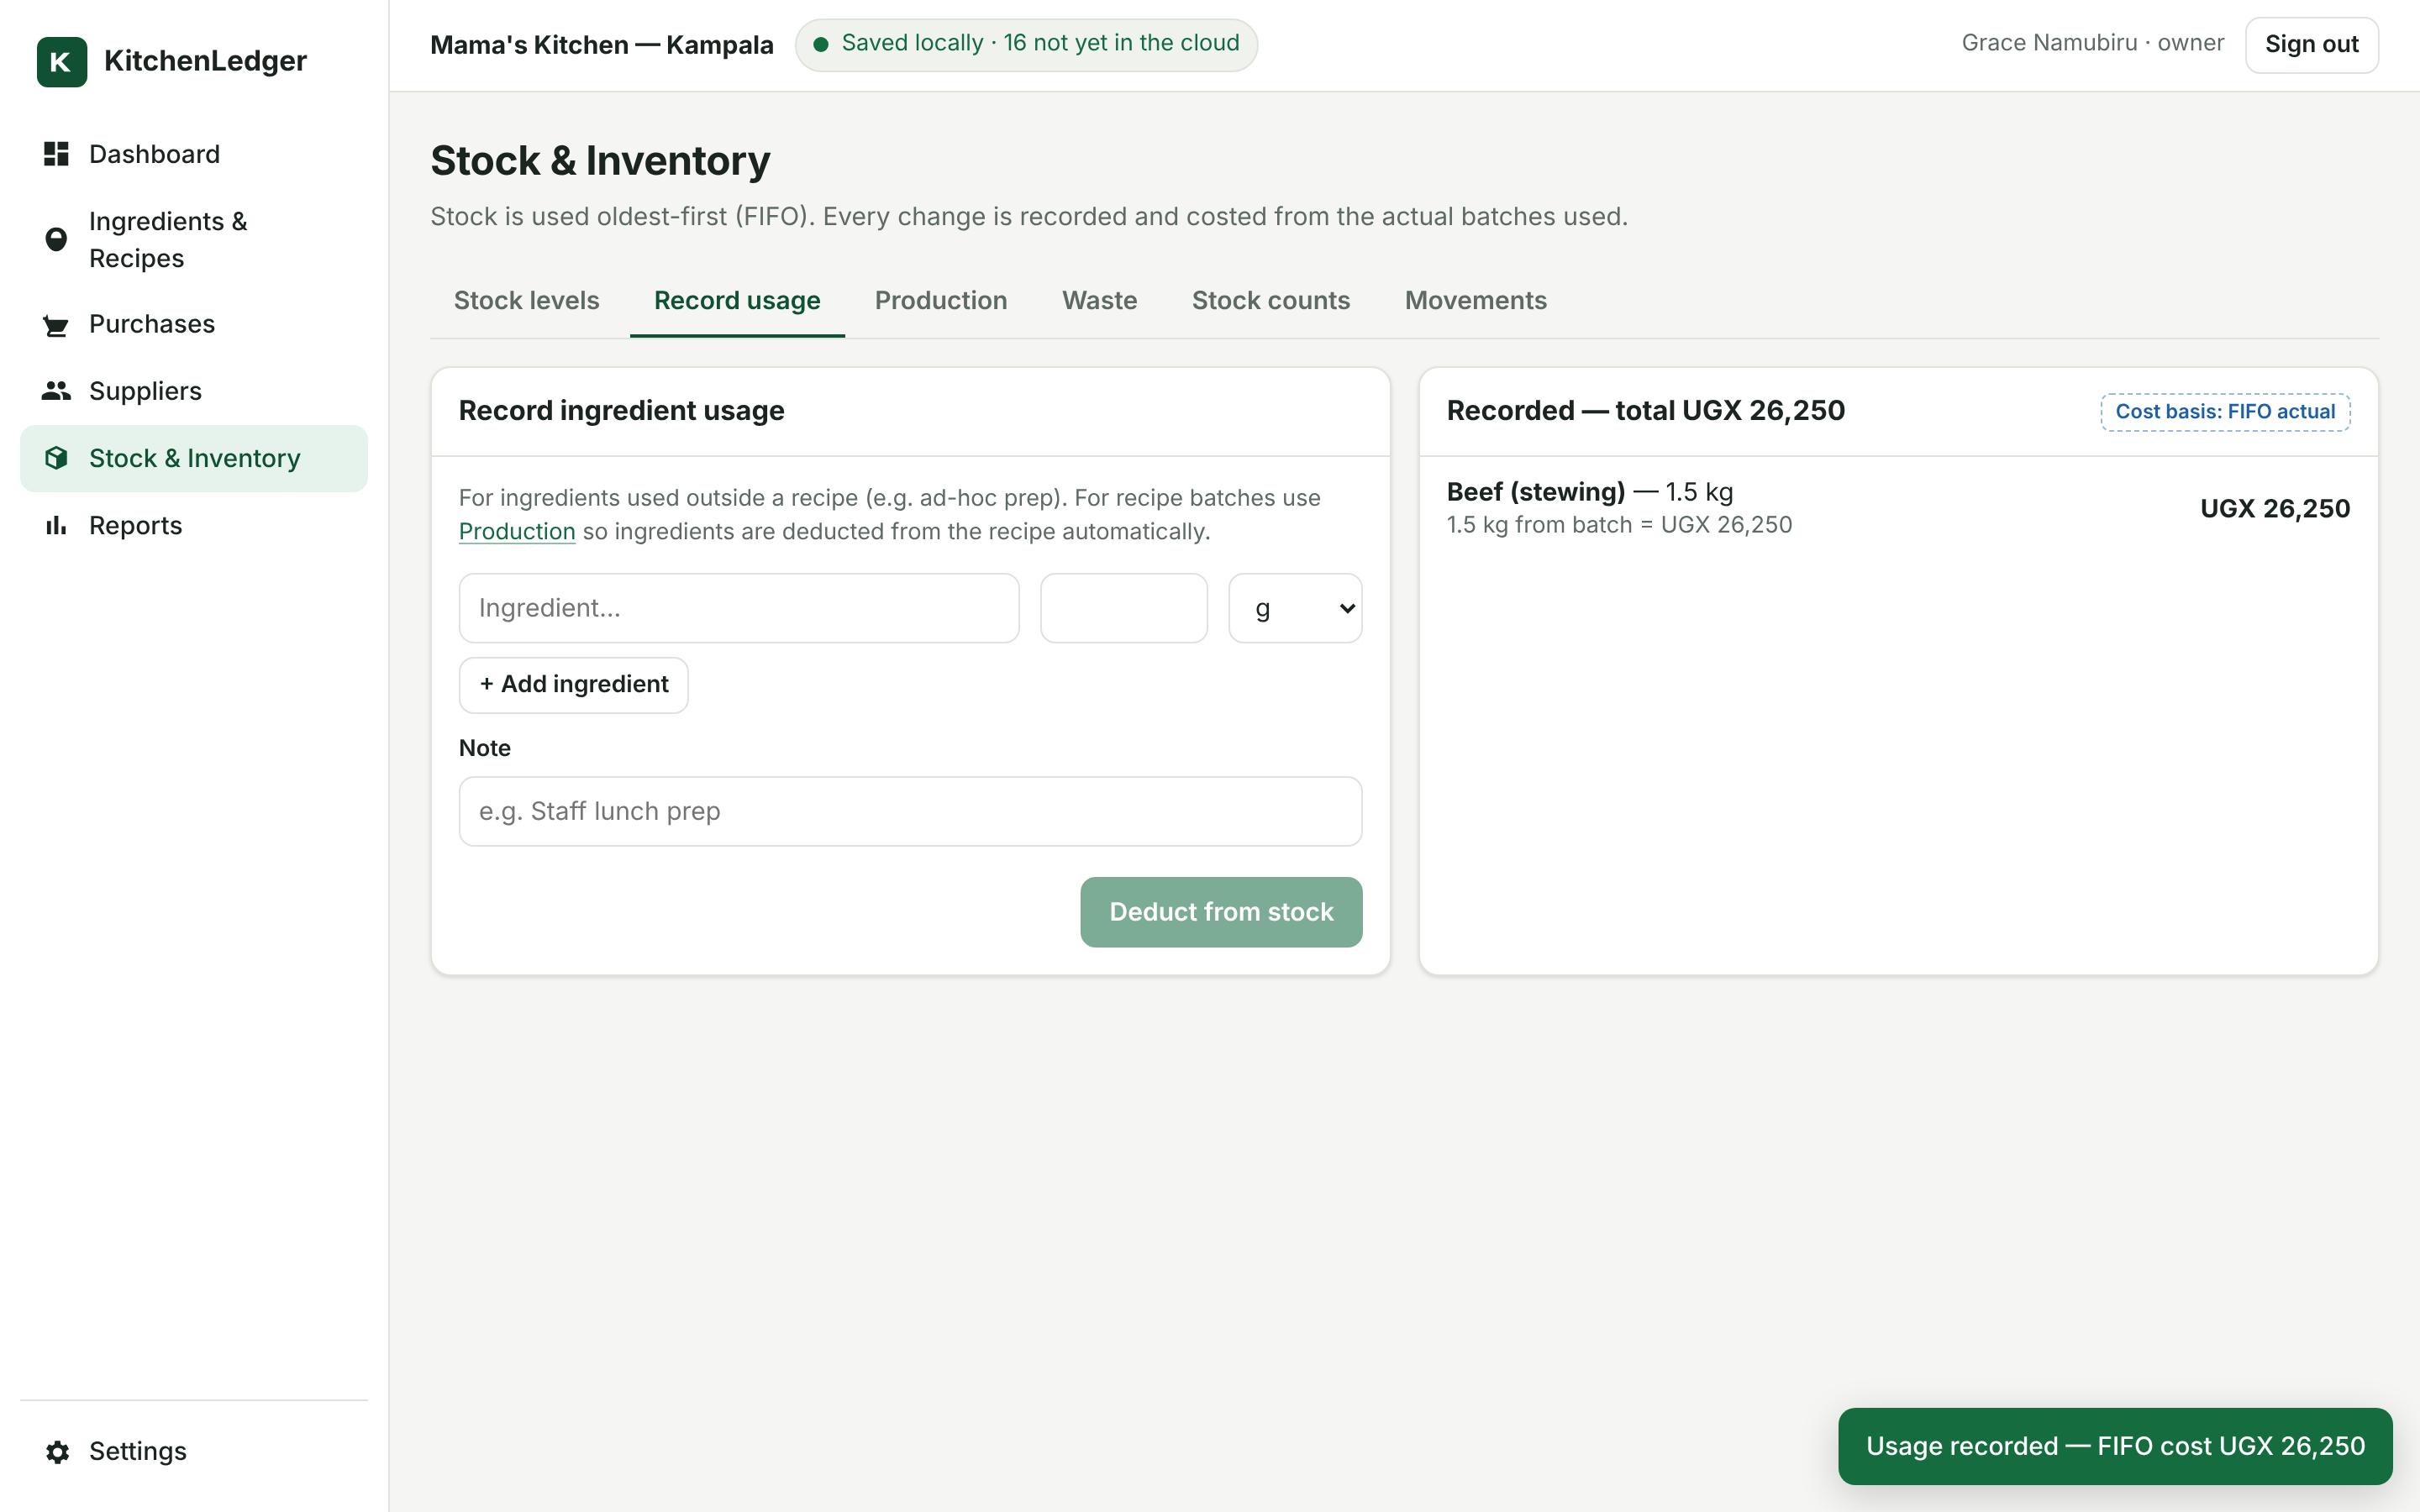 K KitchenLedger
Dashboard
Ingredients &
Recipes
Purchases
Suppliers
Stock & Inventory
Reports
Settings
Mama's Kitchen — Kampala
Saved locally · 16 not yet in the cloud
Grace Namubiru · owner
Sign out
Stock & Inventory
Stock is used oldest-first (FIFO). Every change is recorded and costed from the actual batches used.
Stock levels
Record usage
Production
Waste
Stock counts
Movements
Record ingredient usage
For ingredients used outside a recipe (e.g. ad-hoc prep). For recipe batches use
Production so ingredients are deducted from the recipe automatically.
Ingredient...
g
+ Add ingredient
Note
e.g. Staff lunch prep
Deduct from stock
Recorded — total UGX 26,250
Cost basis: FIFO actual
Beef (stewing) — 1.5 kg
1.5 kg from batch = UGX 26,250
UGX 26,250
Usage recorded — FIFO cost UGX 26,250